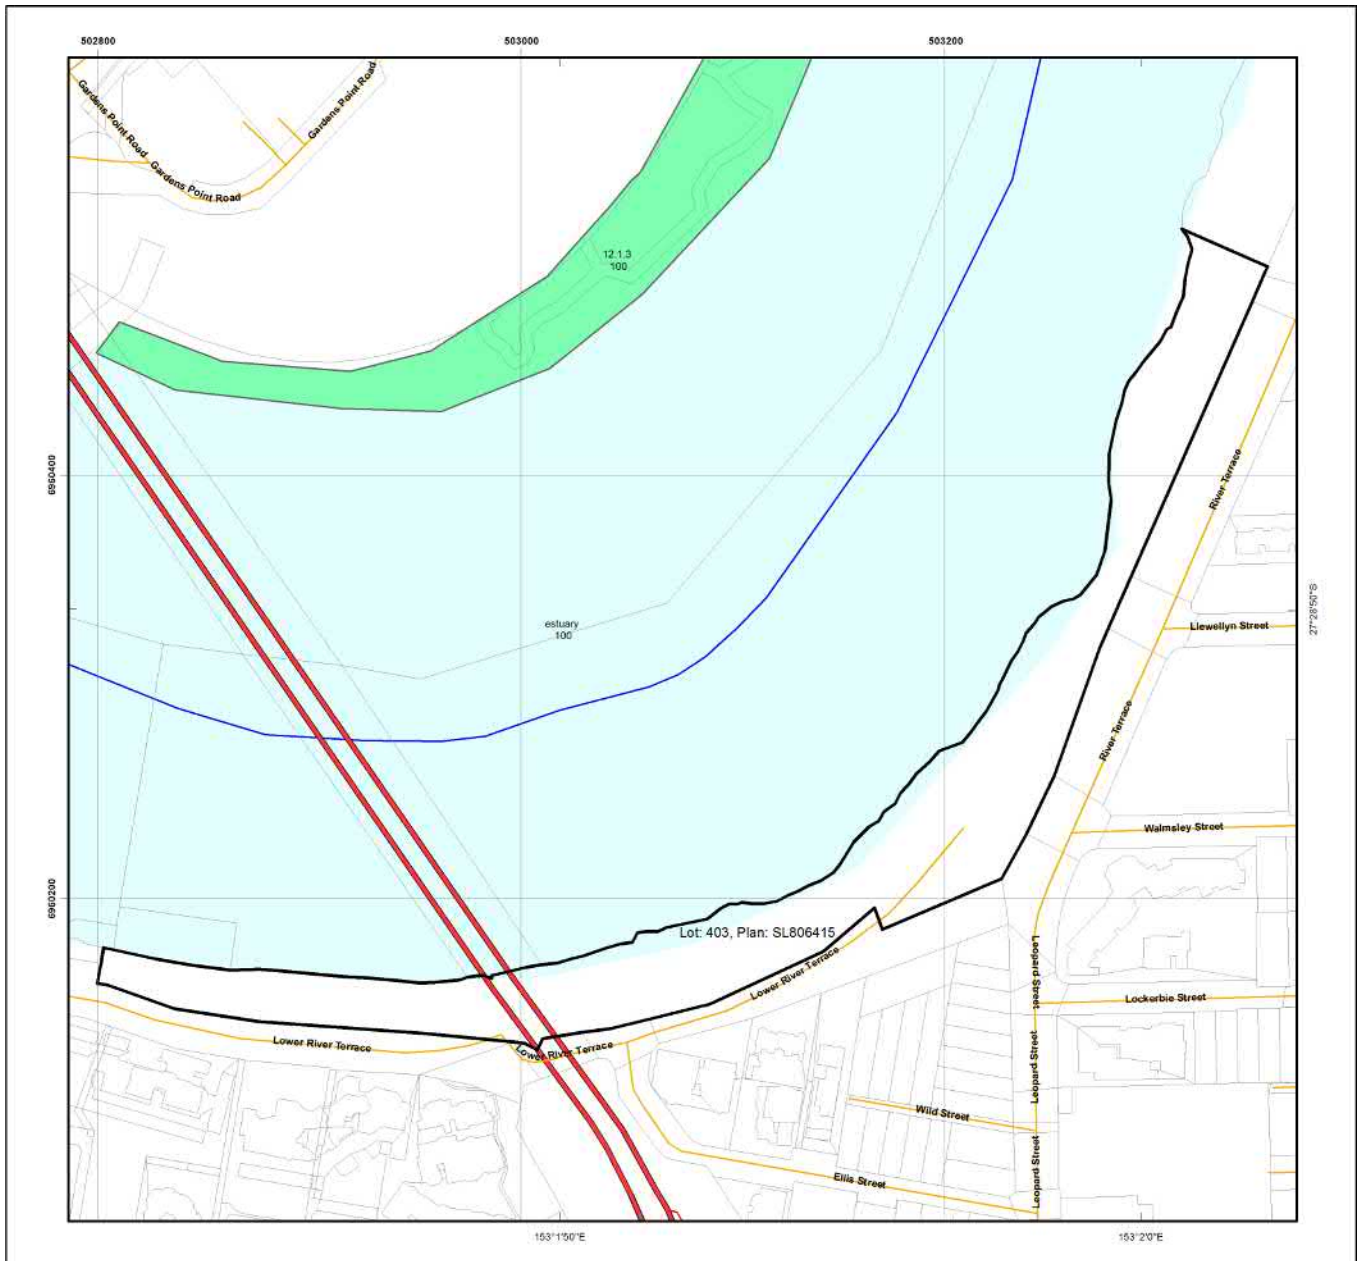 502800
503000
503200
Gardens Point Road
Gardens Point Road
Gardens Point Road
12.1.3
100
6960400
River Terrace
27°28'50"S
estuary
100
Llewellyn Street
River Terrace
Walmsley Street
6960200
Lot: 403, Plan: SL806415
Leopard Street
Lower River Terrace
Lockerbie Street
Lower River Terrace
Lower River Terrace
Leopard Street
Wild Street
Leopard Street
Ellis Street
153°1'50"E
153°2'0"E